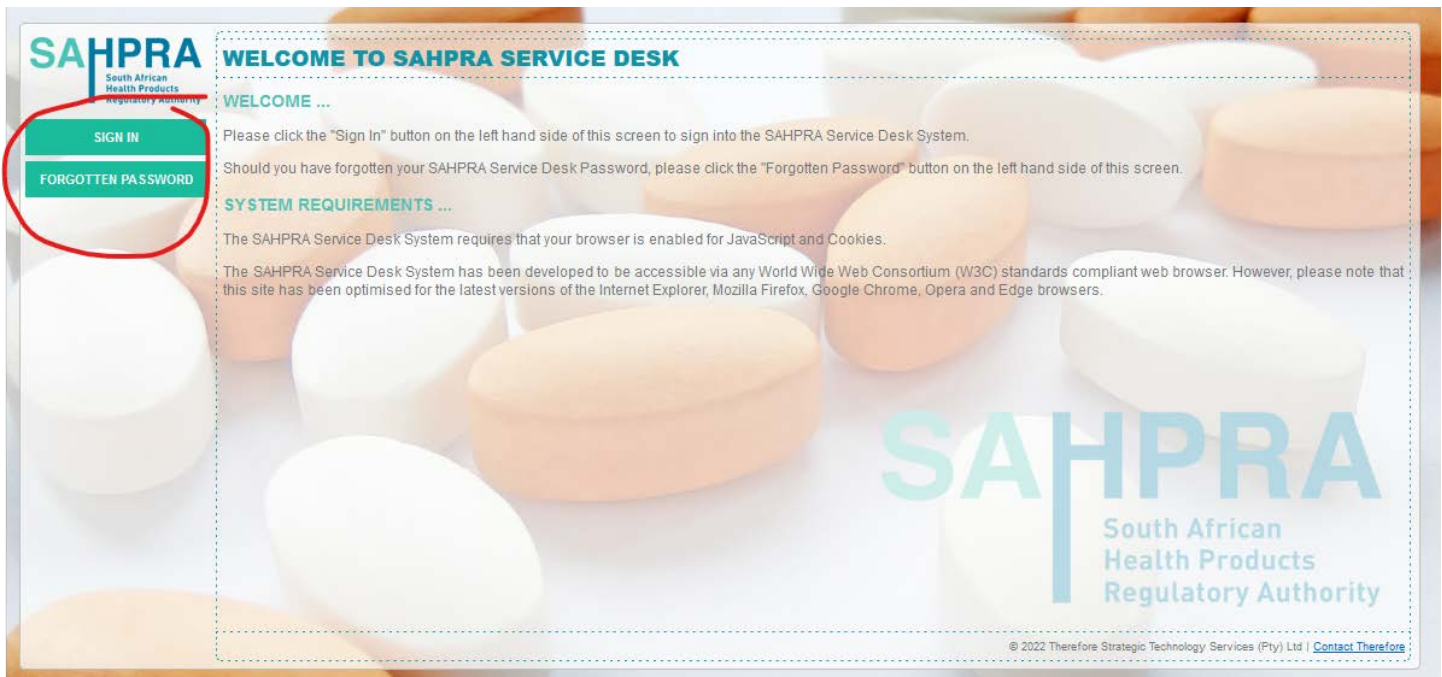 SAHPRA
South African
Health Products
Regulatory Authority
SIGN IN
FORGOTTEN PASSWORD
WELCOME TO SAHPRA SERVICE DESK
WELCOME ...
Please click the "Sign In" button on the left hand side of this screen to sign into the SAHPRA Service Desk System.
Should you have forgotten your SAHPRA Service Desk Password, please click the "Forgotten Password" button on the left hand side of this screen.
SYSTEM REQUIREMENTS ...
The SAHPRA Service Desk System requires that your browser is enabled for JavaScript and Cookies.
The SAHPRA Service Desk System has been developed to be accessible via any World Wide Web Consortium (W3C) standards compliant web browser. However, please note that
this site has been optimised for the latest versions of the Internet Explorer, Mozilla Firefox, Google Chrome, Opera and Edge browsers.
SAHPRA
South African
Health Products
Regulatory Authority
© 2022 Therefore Strategic Technology Services (Pty) Ltd | Contact Therefore